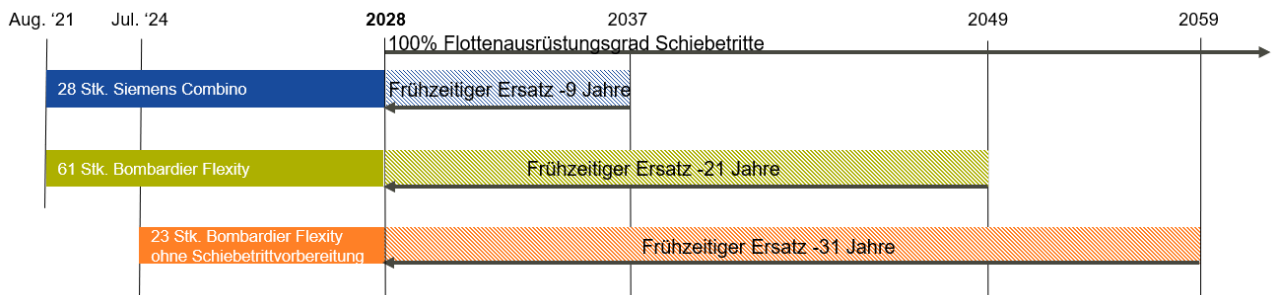 Aug. ‘21
Jul. ‘24
2028
2037
2049
2059
100% Flottenausrüstungsgrad Schiebetritte
28 Stk. Siemens Combino
Frühzeitiger Ersatz -9 Jahre
61 Stk. Bombardier Flexity
Frühzeitiger Ersatz -21 Jahre
23 Stk. Bombardier Flexity
ohne Schiebetrittvorbereitung
Frühzeitiger Ersatz -31 Jahre